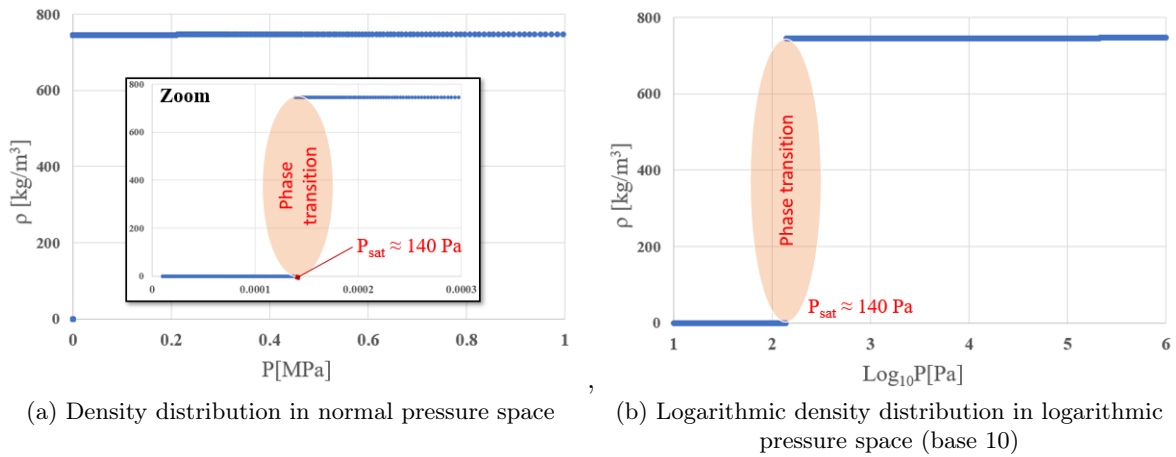 800
600
400
200
0
ρ [kg/m³]
0 0.2 0.4 0.6 0.8 1
P[MPa]
Zoom
800
600
400
200
0
0 0.0001 0.0002 0.0003
Phase
transition
Psat ≈ 140 Pa
(a) Density distribution in normal pressure space
,
800
600
400
200
0
ρ [kg/m³]
1 2 3 4 5 6
Log10P[Pa]
Phase transition
Psat ≈ 140 Pa
(b) Logarithmic density distribution in logarithmic
pressure space (base 10)